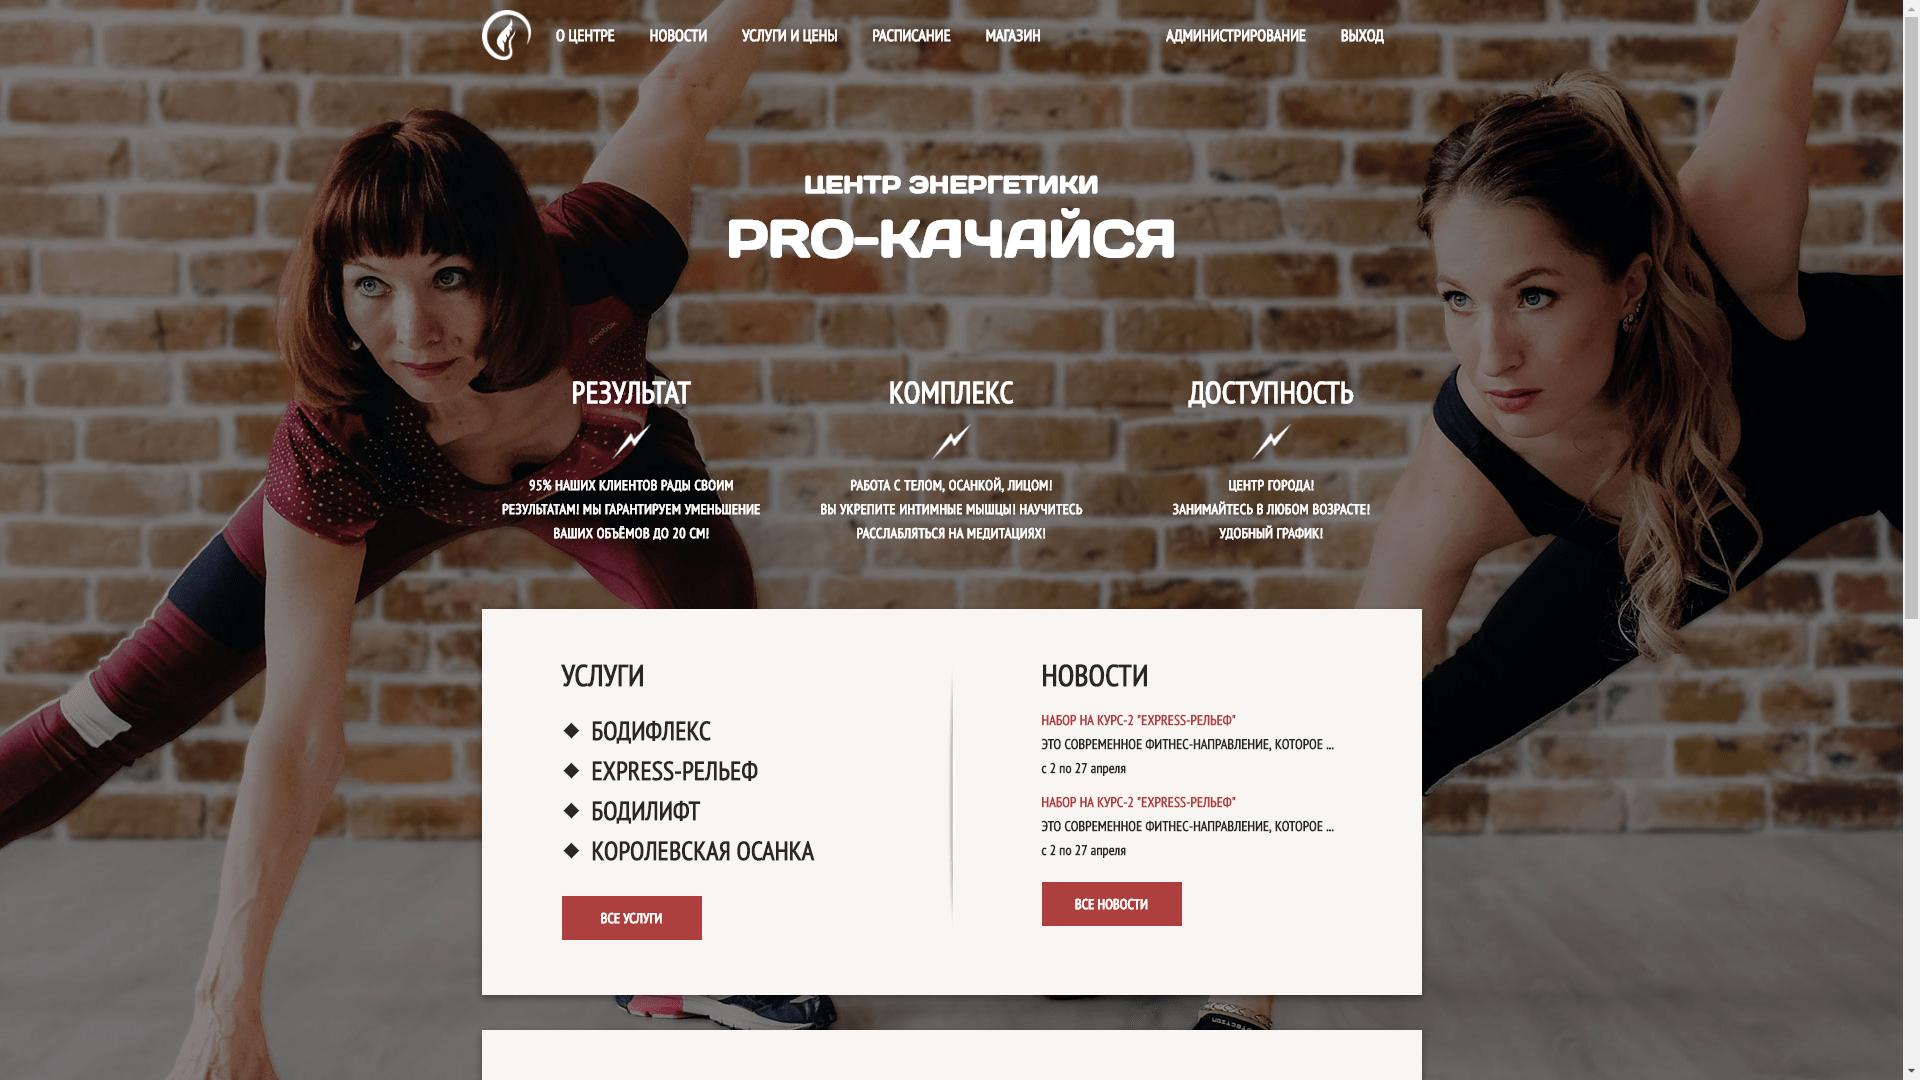 О ЦЕНТРЕ НОВОСТИ УСЛУГИ И ЦЕНЫ РАСПИСАНИЕ МАГАЗИН АДМИНИСТРИРОВАНИЕ ВЫХОД
ЦЕНТР ЭНЕРГЕТИКИ
PRO-КАЧАЙСЯ
Reebok
РЕЗУЛЬТАТ
95% НАШИХ КЛИЕНТОВ РАДЫ СВОИМ
РЕЗУЛЬТАТАМ! МЫ ГАРАНТИРУЕМ УМЕНЬШЕНИЕ
ВАШИХ ОБЪЁМОВ ДО 20 СМ!
КОМПЛЕКС
РАБОТА С ТЕЛОМ, ОСАНКОЙ, ЛИЦОМ!
ВЫ УКРЕПИТЕ ИНТИМНЫЕ МЫШЦЫ! НАУЧИТЕСЬ
РАССЛАБЛЯТЬСЯ НА МЕДИТАЦИЯХ!
ДОСТУПНОСТЬ
ЦЕНТР ГОРОДА!
ЗАНИМАЙТЕСЬ В ЛЮБОМ ВОЗРАСТЕ!
УДОБНЫЙ ГРАФИК!
УСЛУГИ
БОДИФЛЕКС
EXPRESS-РЕЛЬЕФ
БОДИЛИФТ
КОРОЛЕВСКАЯ ОСАНКА
ВСЕ УСЛУГИ
НОВОСТИ
НАБОР НА КУРС-2 "EXPRESS-РЕЛЬЕФ"
ЭТО СОВРЕМЕННОЕ ФИТНЕС-НАПРАВЛЕНИЕ, КОТОРОЕ ...
с 2 по 27 апреля
НАБОР НА КУРС-2 "EXPRESS-РЕЛЬЕФ"
ЭТО СОВРЕМЕННОЕ ФИТНЕС-НАПРАВЛЕНИЕ, КОТОРОЕ ...
с 2 по 27 апреля
ВСЕ НОВОСТИ